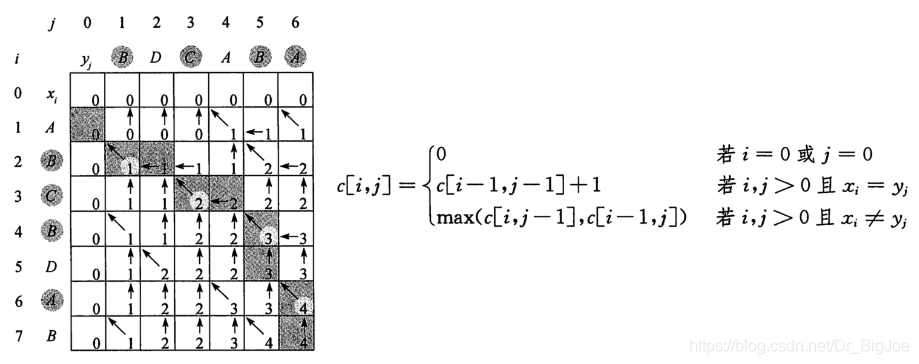 j 0 1 2 3 4 5 6
i y_j B D C A B A
0 x_i 0 0 0 0 0 0 0
1 A 0 0 0 0 1 1 1
2 B 0 1 1 1 1 2 2
3 C 0 1 1 2 2 2 2
4 B 0 1 1 2 2 3 3
5 D 0 1 2 2 2 3 3
6 A 0 1 2 2 3 3 4
7 B 0 1 2 2 3 4 4
0 若 i = 0 或 j = 0
c[i,j] = { c[i-1,j-1]+1 若 i,j > 0 且 x_i = y_j
max(c[i,j-1],c[i-1,j]) 若 i,j > 0 且 x_i ≠ y_j
https://blog.csdn.net/Dr_BigJoe